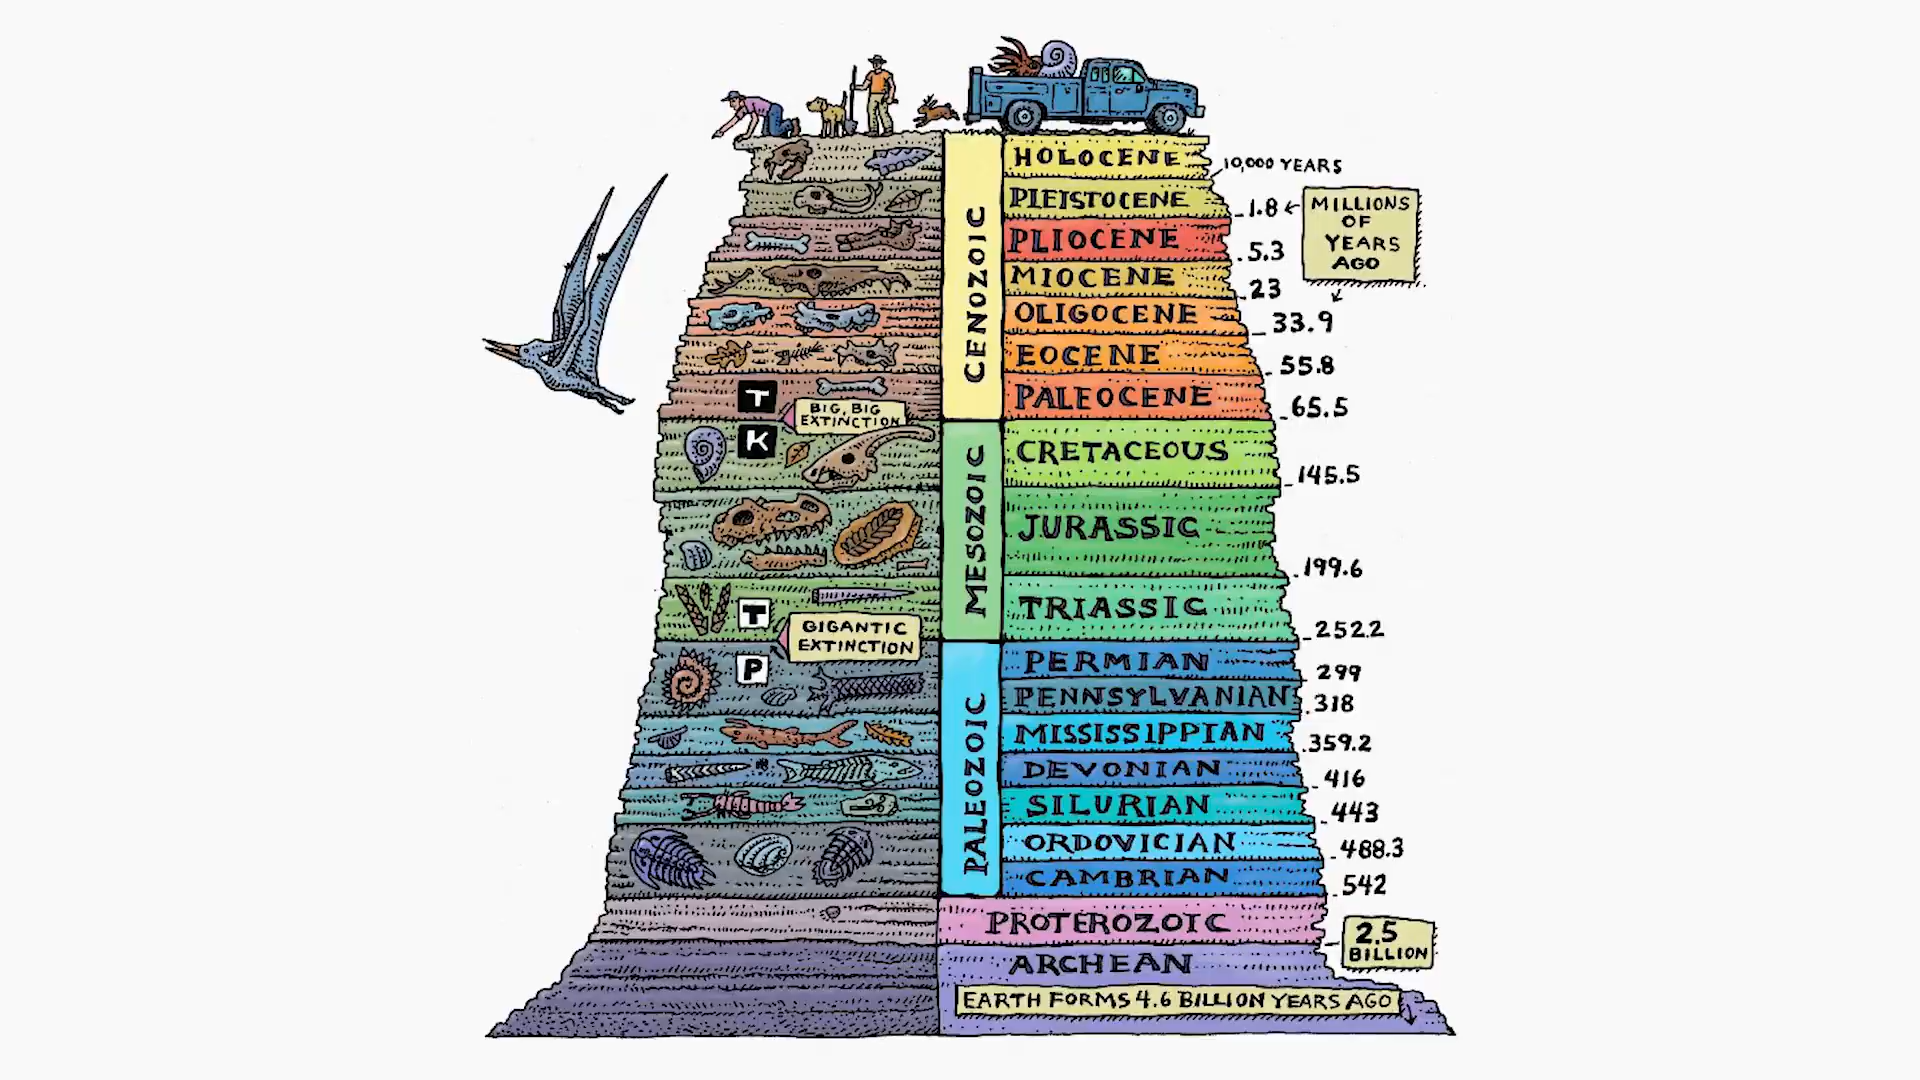 HOLOCENE
10,000 YEARS
PLEISTOCENE
1.8
MILLIONS
OF
YEARS
AGO
PLIOCENE
5.3
MIOCENE
23
OLIGOCENE
33.9
EOCENE
55.8
PALEOCENE
65.5
CENOZOIC
T
BIG, BIG
EXTINCTION
K
CRETACEOUS
145.5
JURASSIC
199.6
TRIASSIC
252.2
MESOZOIC
T
GIGANTIC
EXTINCTION
P
PERMIAN
299
PENNSYLVANIAN
318
MISSISSIPPIAN
359.2
DEVONIAN
416
SILURIAN
443
ORDOVICIAN
488.3
CAMBRIAN
542
PALEOZOIC
PROTEROZOIC
2.5
BILLION
ARCHEAN
EARTH FORMS 4.6 BILLION YEARS AGO